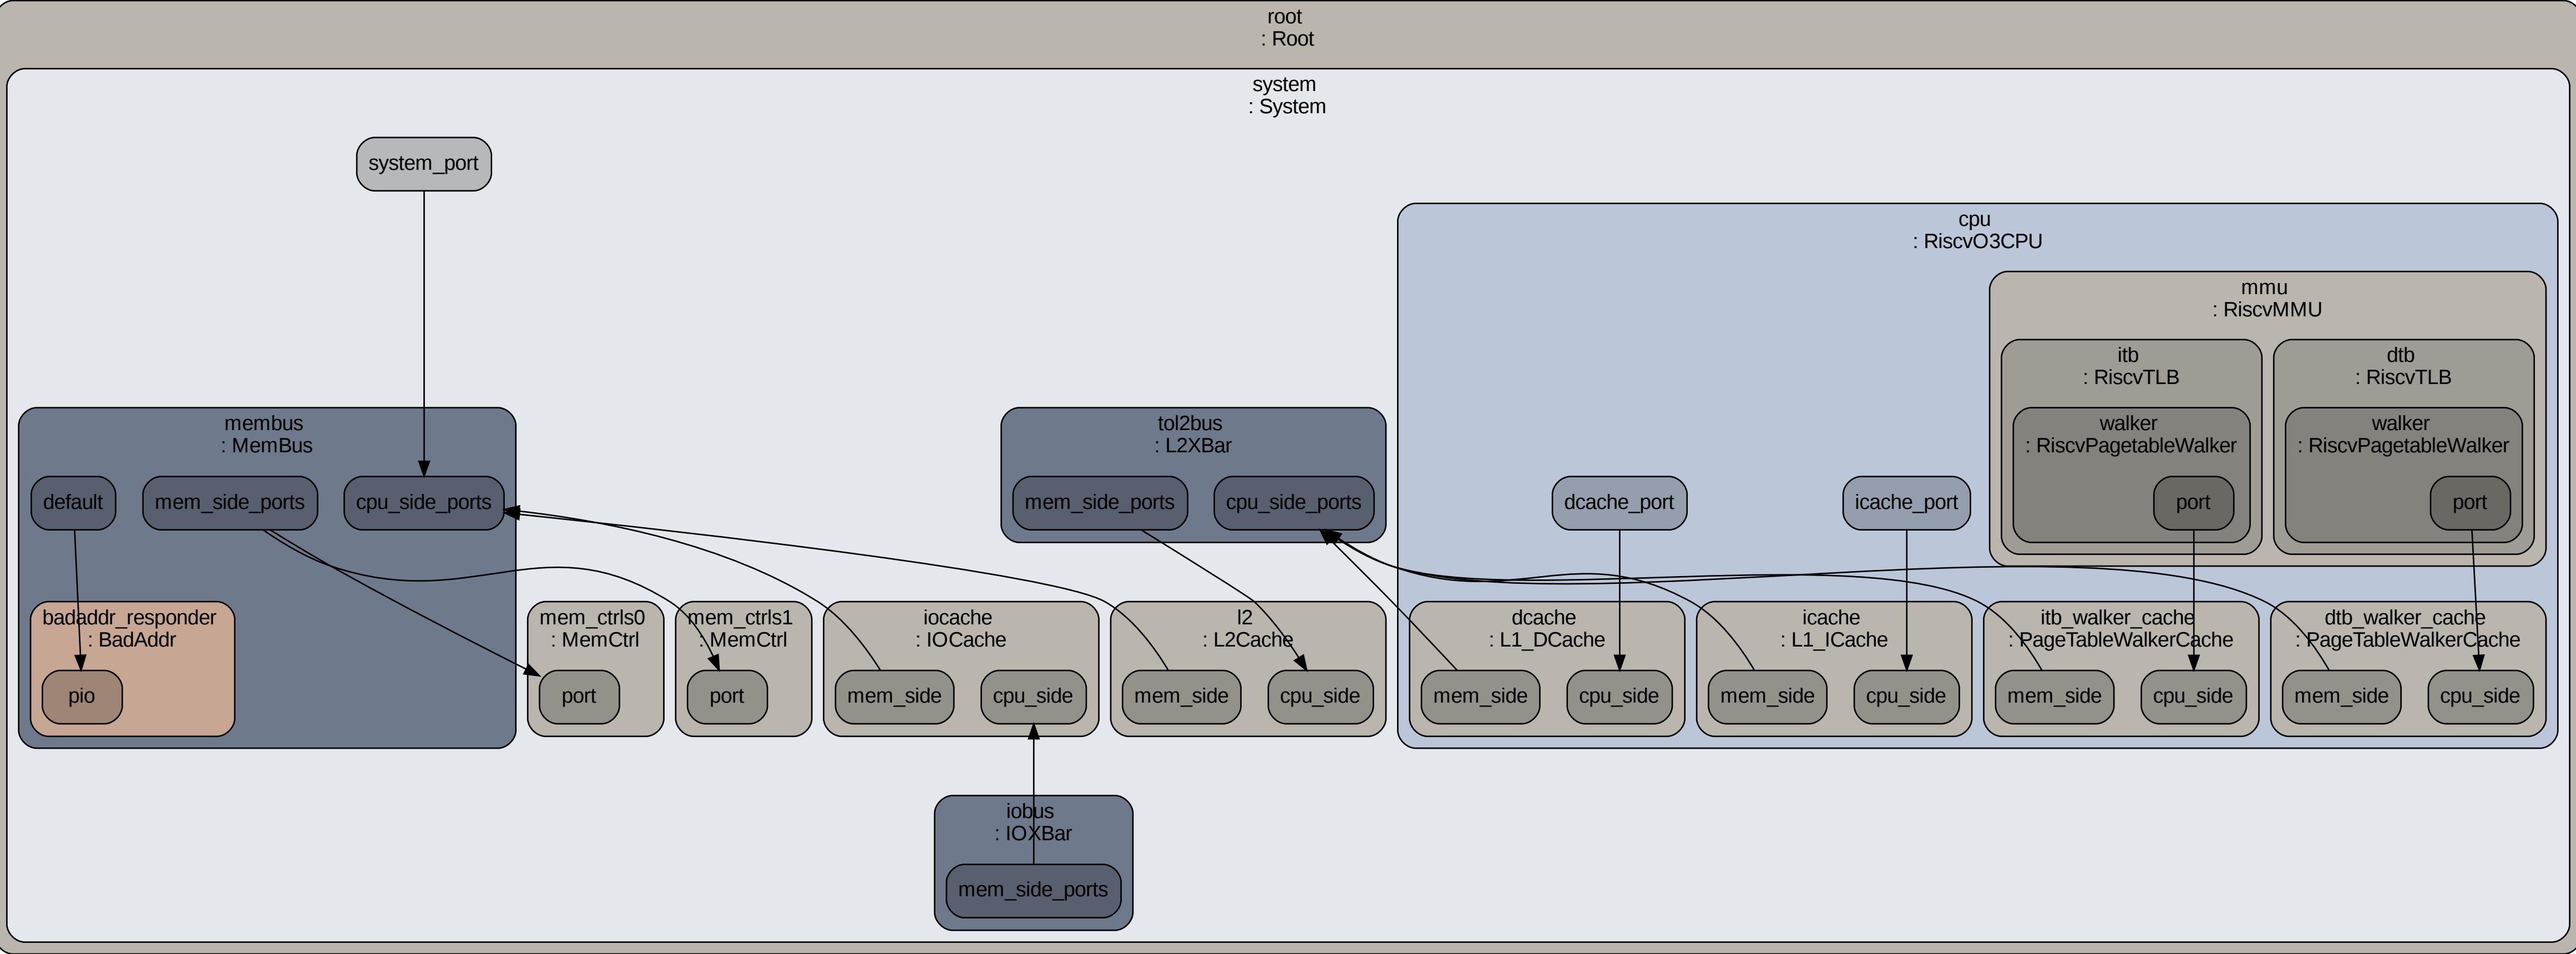 root
: Root
system
: System
system_port
cpu
: RiscvO3CPU
mmu
: RiscvMMU
itb
: RiscvTLB
dtb
: RiscvTLB
membus
: MemBus
tol2bus
: L2XBar
walker
: RiscvPagetableWalker
walker
: RiscvPagetableWalker
default
mem_side_ports
cpu_side_ports
mem_side_ports
cpu_side_ports
dcache_port
icache_port
port
port
badaddr_responder
: BadAddr
mem_ctrls0
: MemCtrl
mem_ctrls1
: MemCtrl
iocache
: IOCache
l2
: L2Cache
dcache
: L1_DCache
icache
: L1_ICache
itb_walker_cache
: PageTableWalkerCache
dtb_walker_cache
: PageTableWalkerCache
pio
port
port
mem_side
cpu_side
mem_side
cpu_side
mem_side
cpu_side
mem_side
cpu_side
mem_side
cpu_side
mem_side
cpu_side
iobus
: IOXBar
mem_side_ports